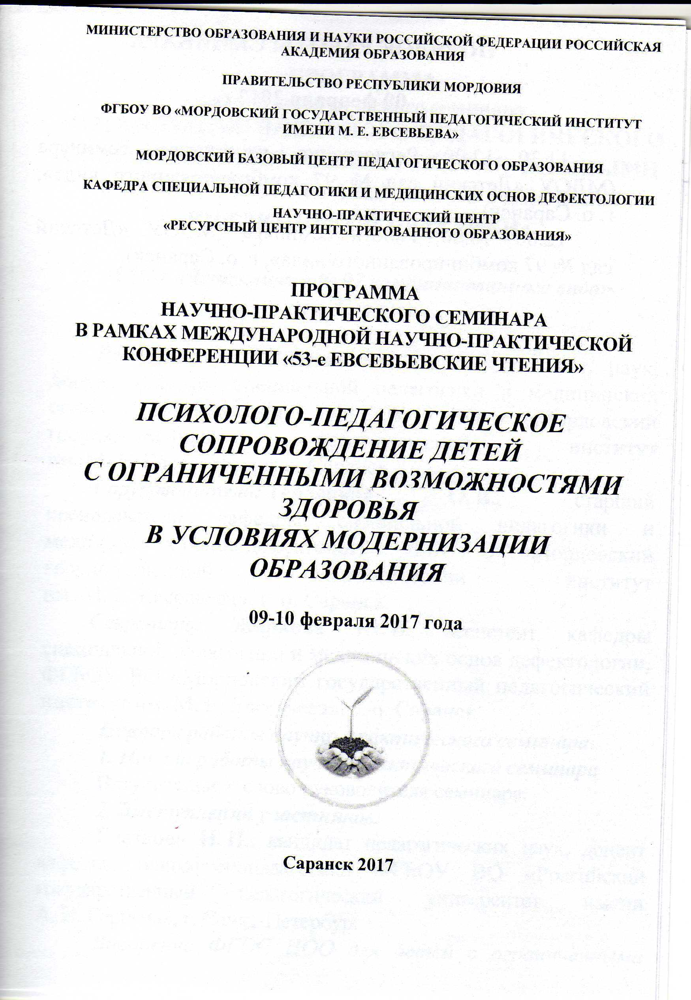 МИНИСТЕРСТВО ОБРАЗОВАНИЯ И НАУКИ РОССИЙСКОЙ ФЕДЕРАЦИИ РОССИЙСКАЯ
АКАДЕМИЯ ОБРАЗОВАНИЯ
ПРАВИТЕЛЬСТВО РЕСПУБЛИКИ МОРДОВИЯ
ФГБОУ ВО «МОРДОВСКИЙ ГОСУДАРСТВЕННЫЙ ПЕДАГОГИЧЕСКИЙ ИНСТИТУТ
ИМЕНИ М. Е. ЕВСЕВЬЕВА»
МОРДОВСКИЙ БАЗОВЫЙ ЦЕНТР ПЕДАГОГИЧЕСКОГО ОБРАЗОВАНИЯ
КАФЕДРА СПЕЦИАЛЬНОЙ ПЕДАГОГИКИ И МЕДИЦИНСКИХ ОСНОВ ДЕФЕКТОЛОГИИ
НАУЧНО-ПРАКТИЧЕСКИЙ ЦЕНТР
«РЕСУРСНЫЙ ЦЕНТР ИНТЕГРИРОВАННОГО ОБРАЗОВАНИЯ»
ПРОГРАММА
НАУЧНО-ПРАКТИЧЕСКОГО СЕМИНАРА
В РАМКАХ МЕЖДУНАРОДНОЙ НАУЧНО-ПРАКТИЧЕСКОЙ
КОНФЕРЕНЦИИ «53-е ЕВСЕВЬЕВСКИЕ ЧТЕНИЯ»
ПСИХОЛОГО-ПЕДАГОГИЧЕСКОЕ
СОПРОВОЖДЕНИЕ ДЕТЕЙ
С ОГРАНИЧЕННЫМИ ВОЗМОЖНОСТЯМИ
ЗДОРОВЬЯ
В УСЛОВИЯХ МОДЕРНИЗАЦИИ
ОБРАЗОВАНИЯ
09-10 февраля 2017 года
Саранск 2017